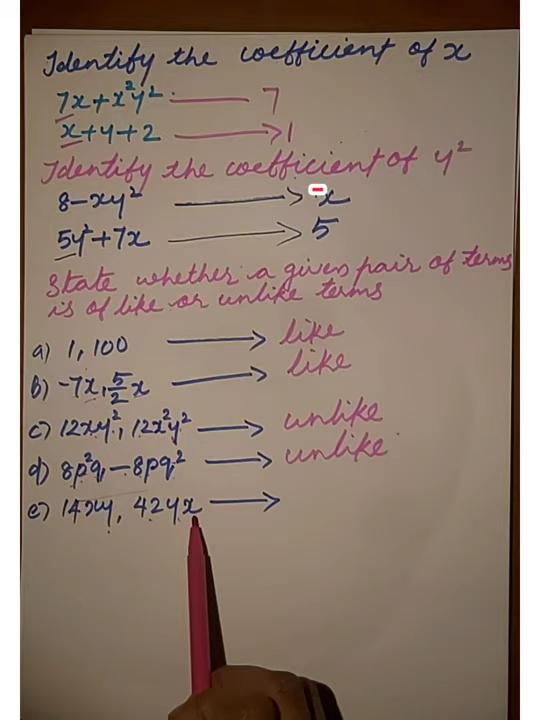 Identify the coefficient of x
7x+x²y² 7
x+y+2 → 1
Identify the coefficient of y²
8-xy² → -x
5y²+7x → 5
State whether a given pair of terms
is of like or unlike terms
a) 1, 100 → like
b) -7x, 5/2 x → like
c) 12xy², 12x²y² → unlike
d) 8p²q, -8pq² → unlike
e) 14xy, 42yx →